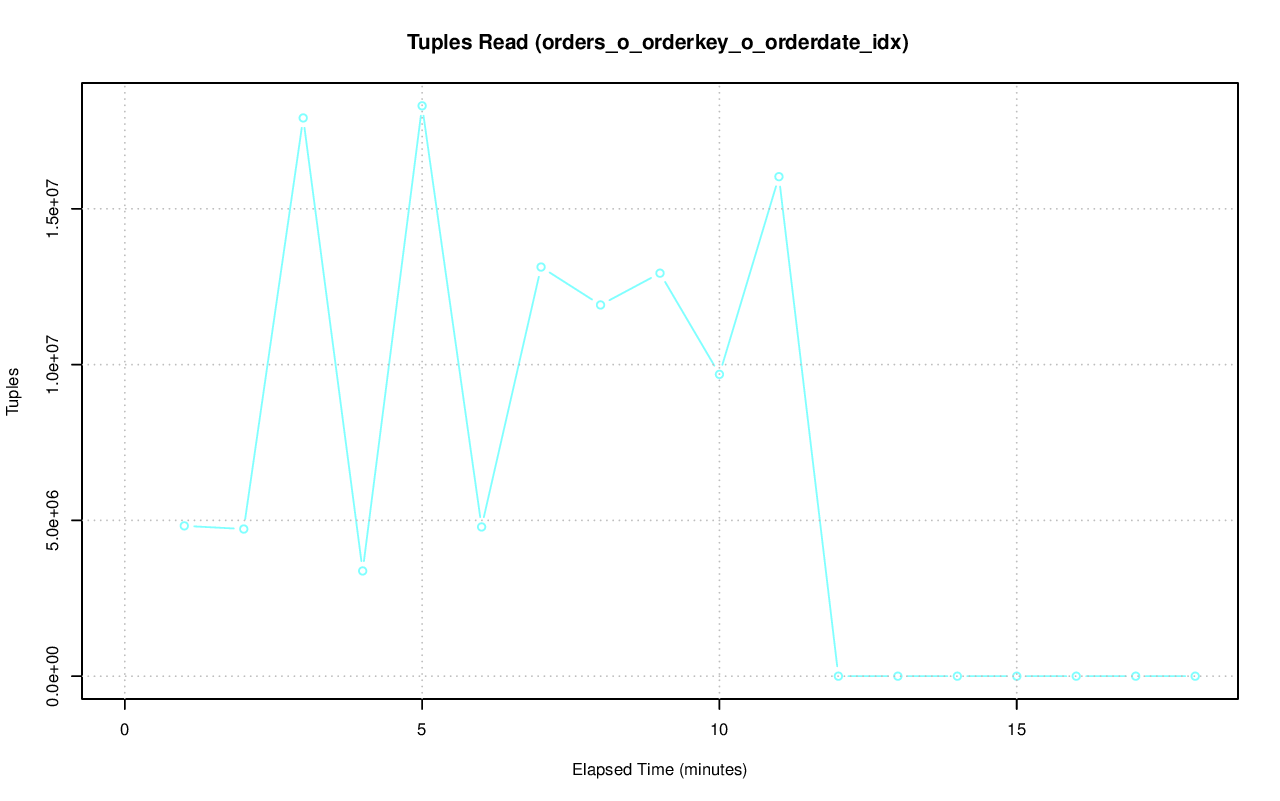 Tuples Read (orders_o_orderkey_o_orderdate_idx)
1.5e+07
1.0e+07
5.0e+06
0.0e+00
Tuples
0 5 10 15
Elapsed Time (minutes)